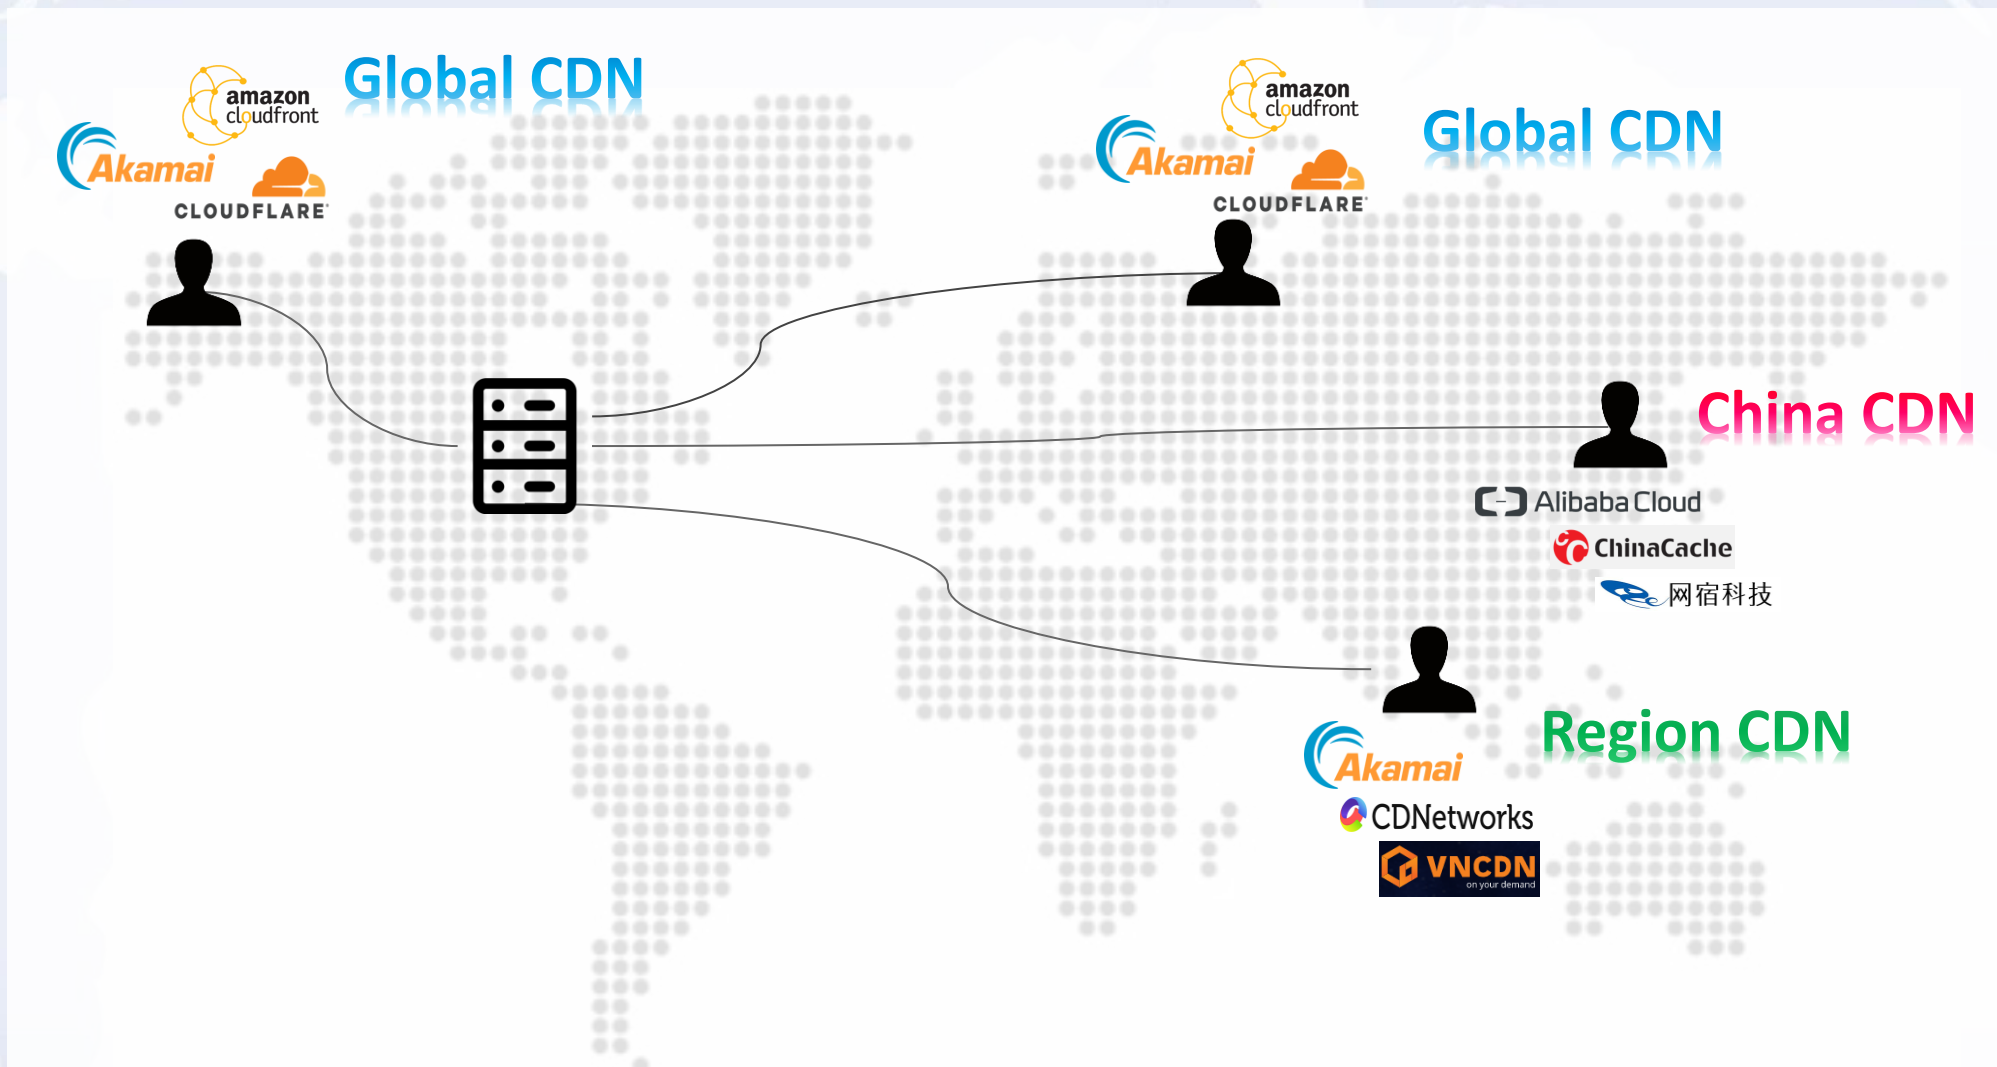 Global CDN
amazon
cloudfront
Akamai
CLOUDFLARE
Global CDN
amazon
cloudfront
Akamai
CLOUDFLARE
China CDN
Alibaba Cloud
ChinaCache
网宿科技
Region CDN
Akamai
CDNetworks
VNCDN
on your demand